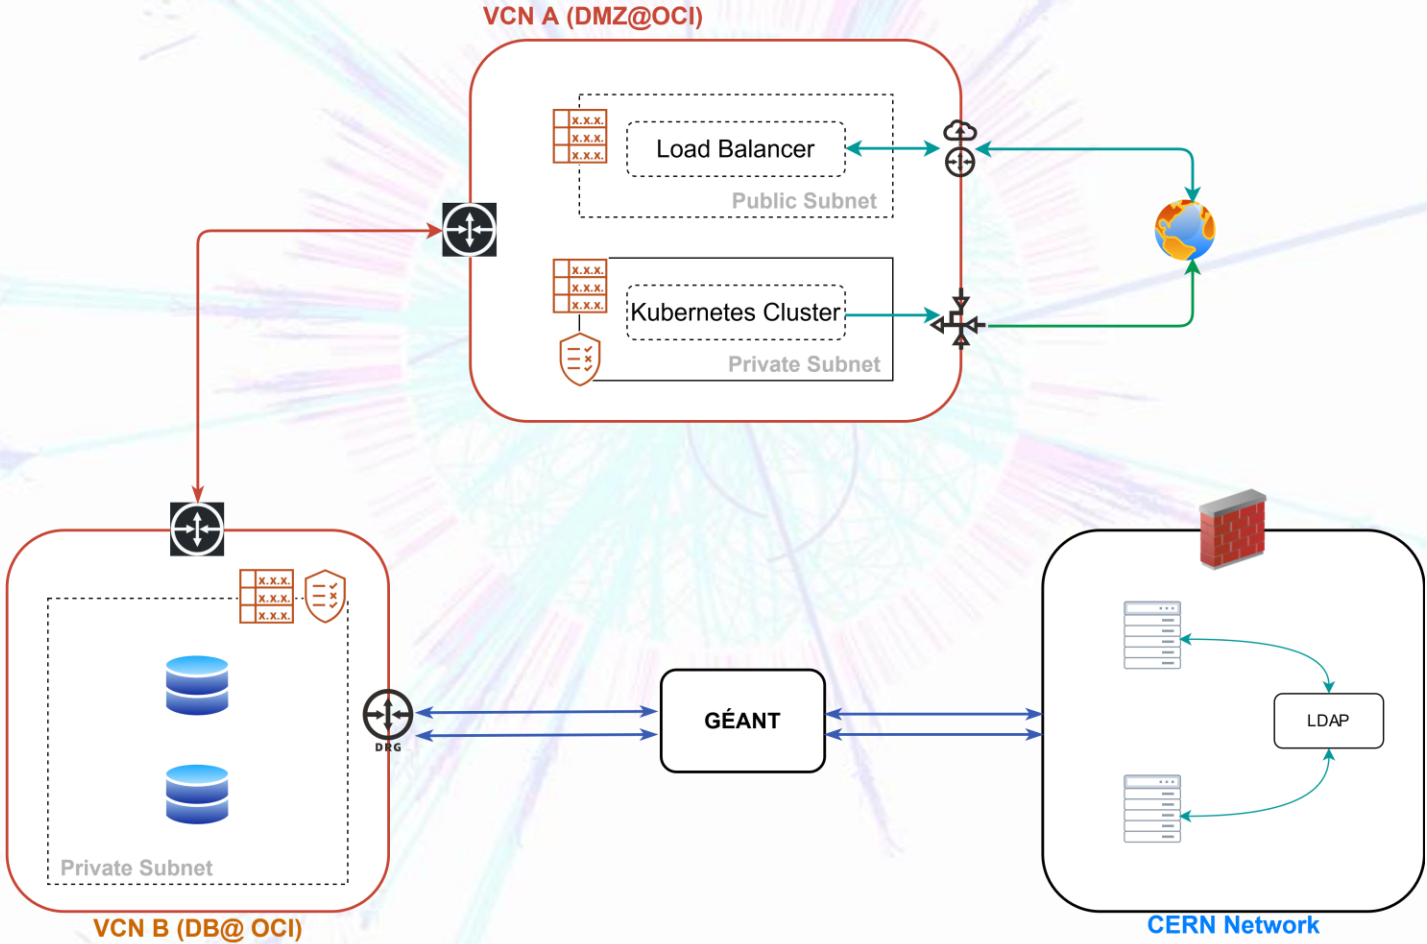 VCN A (DMZ@OCI)
x.x.x.
x.x.x.
x.x.x.
Load Balancer
Public Subnet
x.x.x.
x.x.x.
x.x.x.
Kubernetes Cluster
Private Subnet
x.x.x.
x.x.x.
x.x.x.
DRG
GÉANT
LDAP
Private Subnet
VCN B (DB@ OCI)
CERN Network